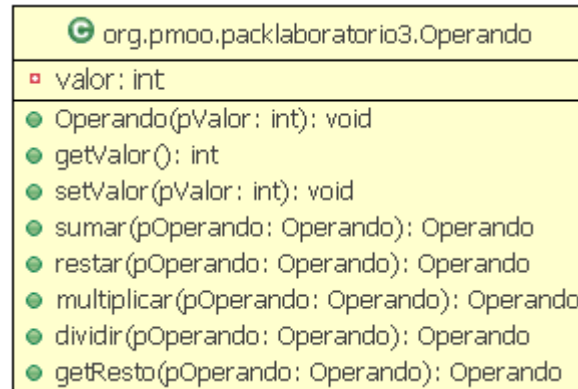 C org.pmoo.packlaboratorio3.Operando
valor: int
Operando(pValor: int): void
getValor(): int
setValor(pValor: int): void
sumar(pOperando: Operando): Operando
restar(pOperando: Operando): Operando
multiplicar(pOperando: Operando): Operando
dividir(pOperando: Operando): Operando
getResto(pOperando: Operando): Operando